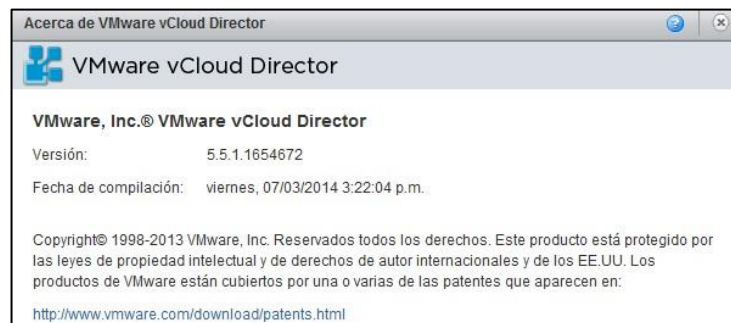 Acerca de VMware vCloud Director
VMware vCloud Director
VMware, Inc.® VMware vCloud Director
Versión: 5.5.1.1654672
Fecha de compilación: viernes, 07/03/2014 3:22:04 p.m.
Copyright© 1998-2013 VMware, Inc. Reservados todos los derechos. Este producto está protegido por
las leyes de propiedad intelectual y de derechos de autor internacionales y de los EE.UU. Los
productos de VMware están cubiertos por una o varias de las patentes que aparecen en:
http://www.vmware.com/download/patents.html